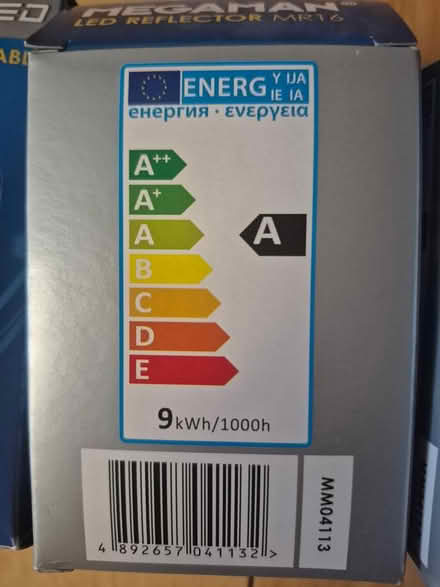 MEGAMAN®
LED REFLECTOR MR16
ENERG Y IJA
IE IA
енергия · ενεργεια
A++
A+
A
A
B
C
D
E
9 kWh/1000h
4 892657 041132 >
MM04113